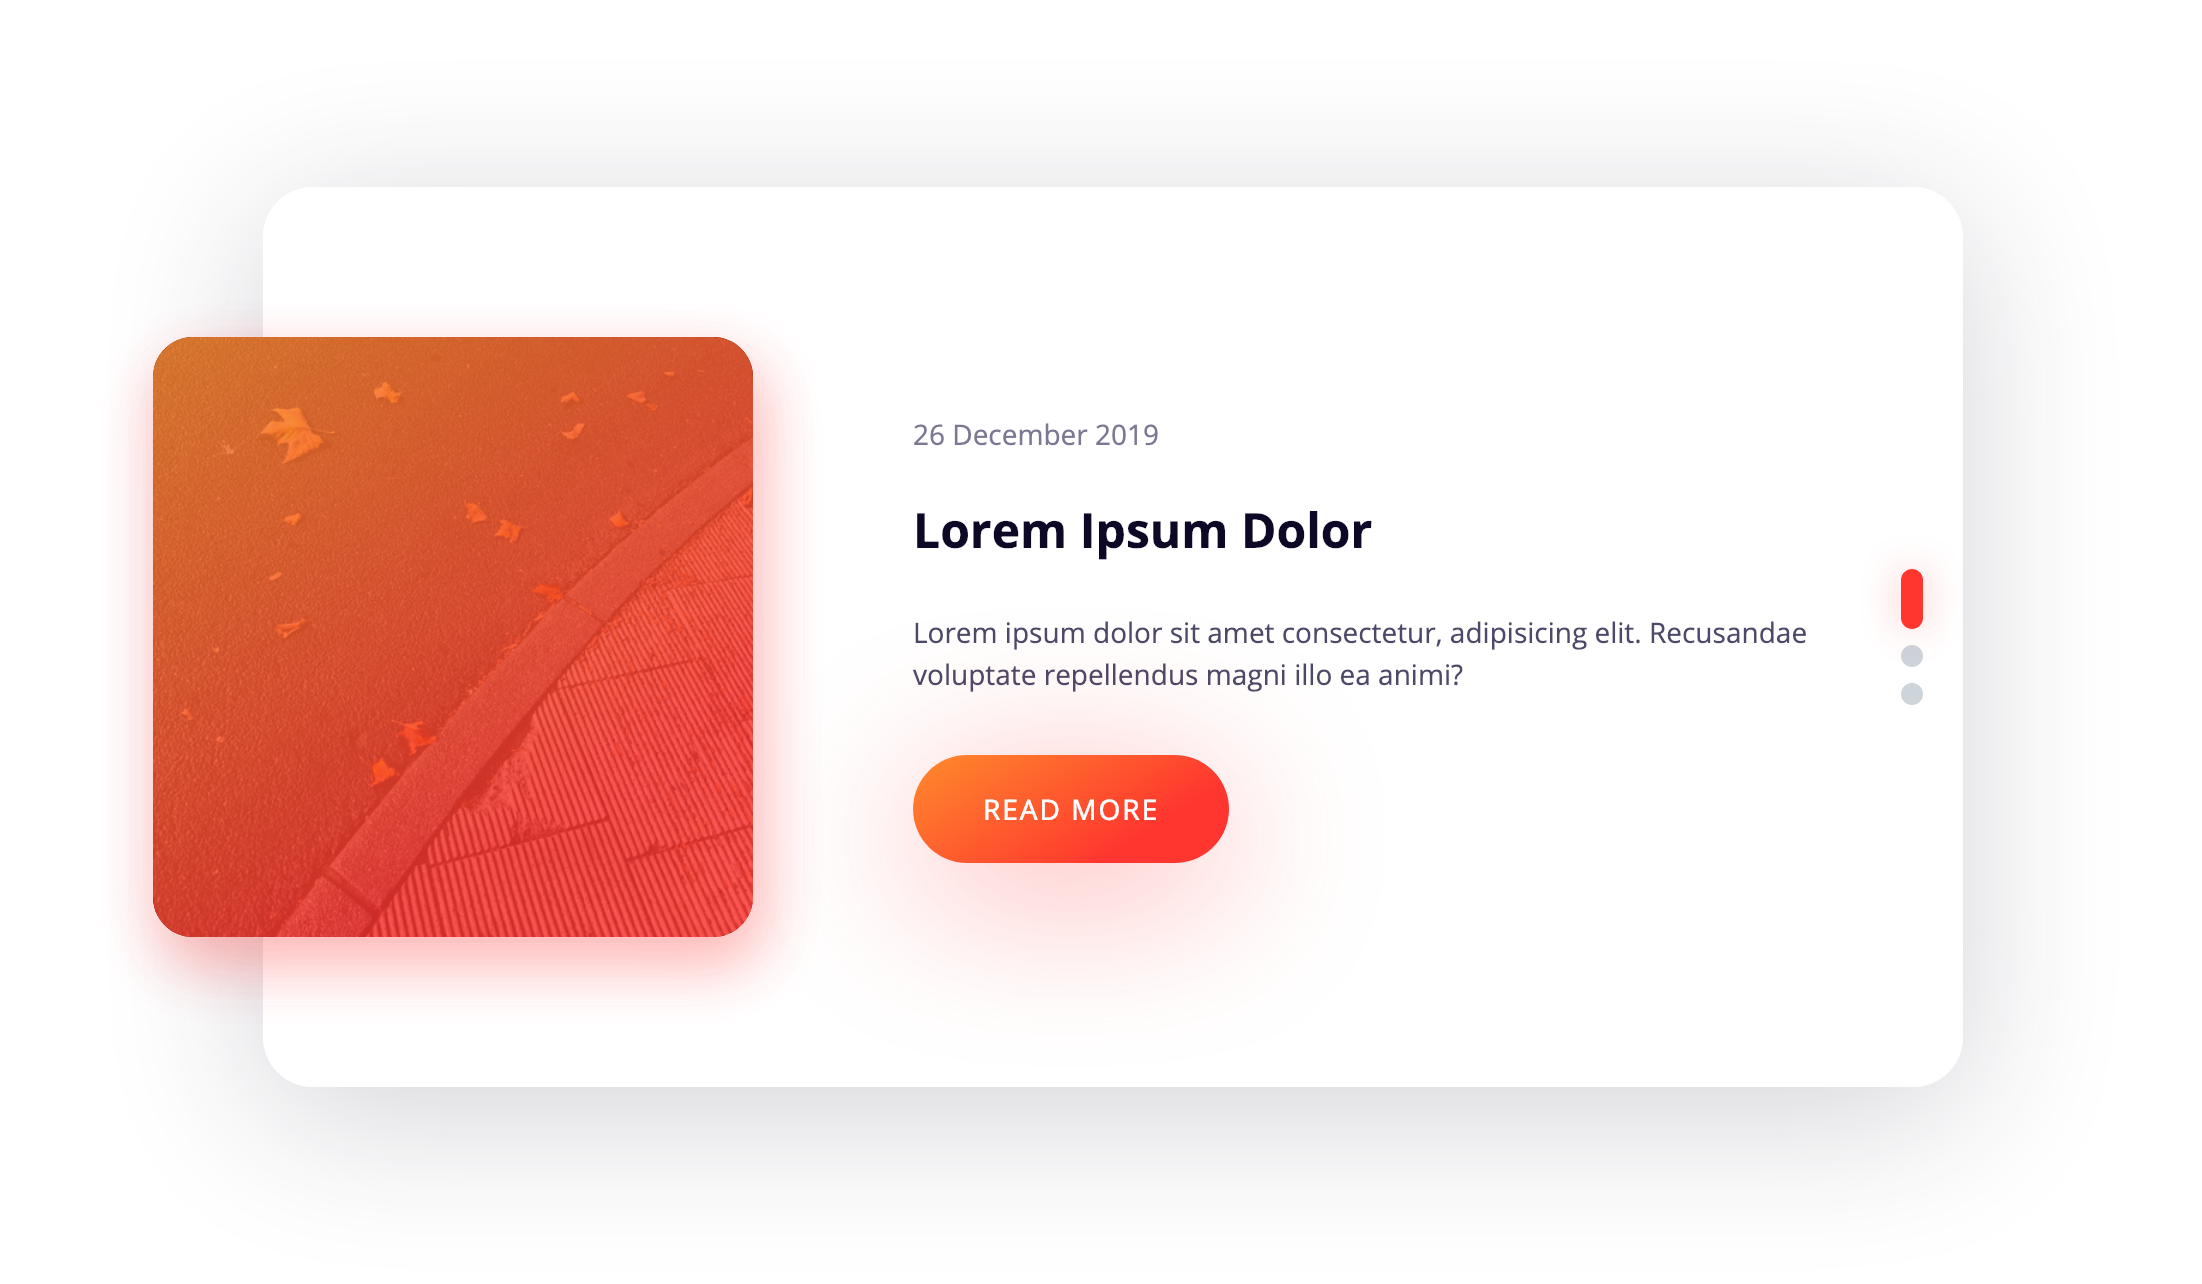 26 December 2019
Lorem Ipsum Dolor
Lorem ipsum dolor sit amet consectetur, adipisicing elit. Recusandae
voluptate repellendus magni illo ea animi?
READ MORE